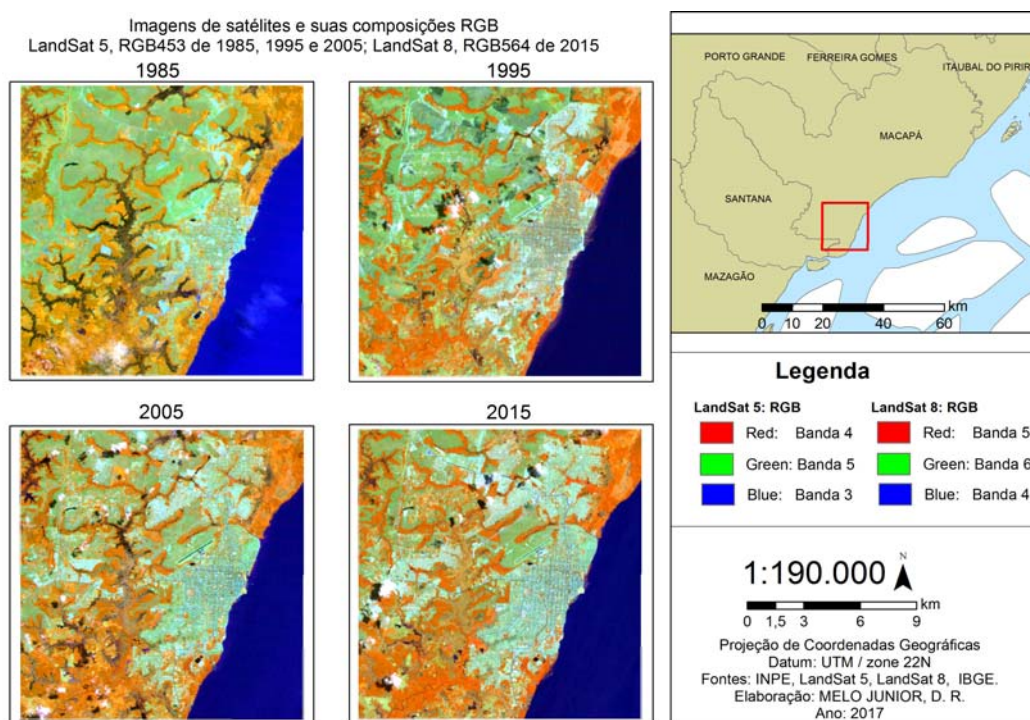 Imagens de satélites e suas composições RGB
LandSat 5, RGB453 de 1985, 1995 e 2005; LandSat 8, RGB564 de 2015
1985
1995
2005
2015
PORTO GRANDE
FERREIRA GOMES
ITAUBAL DO PIRIRI
MACAPÁ
SANTANA
MAZAGÃO
km
0 10 20 40 60
Legenda
LandSat 5: RGB
Red: Banda 4
Green: Banda 5
Blue: Banda 3
LandSat 8: RGB
Red: Banda 5
Green: Banda 6
Blue: Banda 4
1:190.000
N
km
0 1,5 3 6 9
Projeção de Coordenadas Geográficas
Datum: UTM / zone 22N
Fontes: INPE, LandSat 5, LandSat 8, IBGE.
Elaboração: MELO JUNIOR, D. R.
Ano: 2017